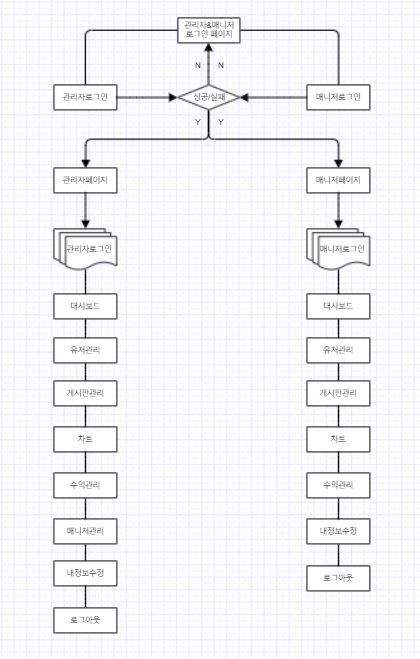 관리자&매니저
로그인 페이지
N
N
관리자로그인
성공/실패
매니저로그인
Y
Y
관리자페이지
매니저페이지
관리자로그인
매니저로그인
대시보드
대시보드
유저관리
유저관리
게시판관리
게시판관리
차트
차트
수익관리
수익관리
매니저관리
내정보수정
내정보수정
로그아웃
로그아웃